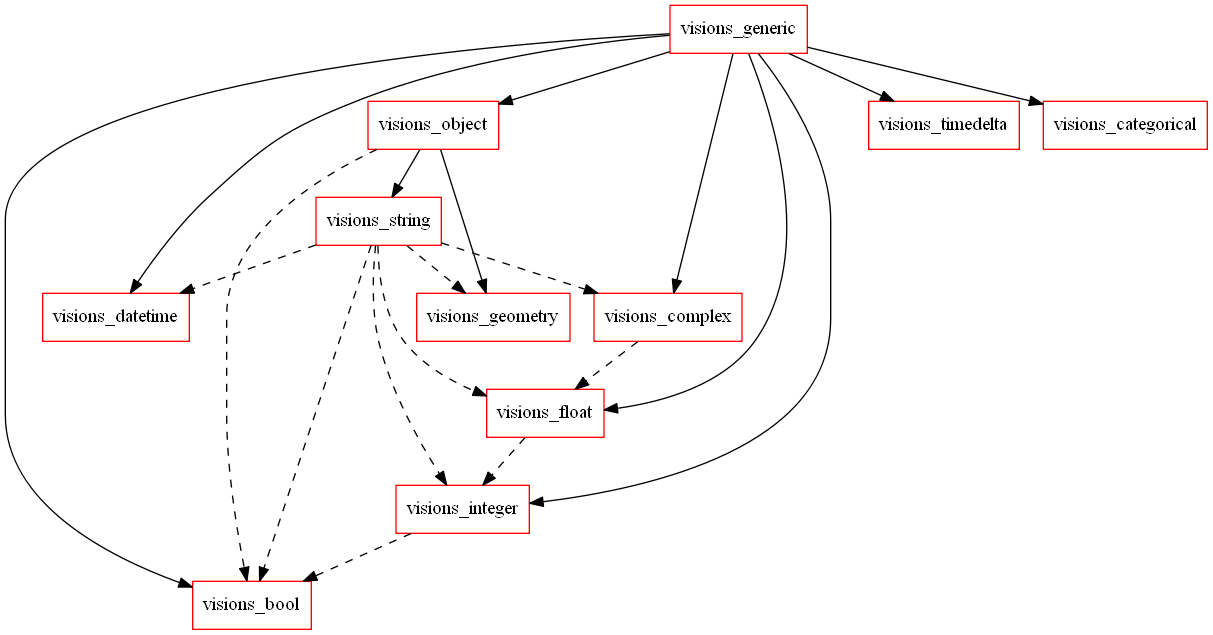 visions_generic
visions_object
visions_timedelta
visions_categorical
visions_string
visions_datetime
visions_geometry
visions_complex
visions_float
visions_integer
visions_bool